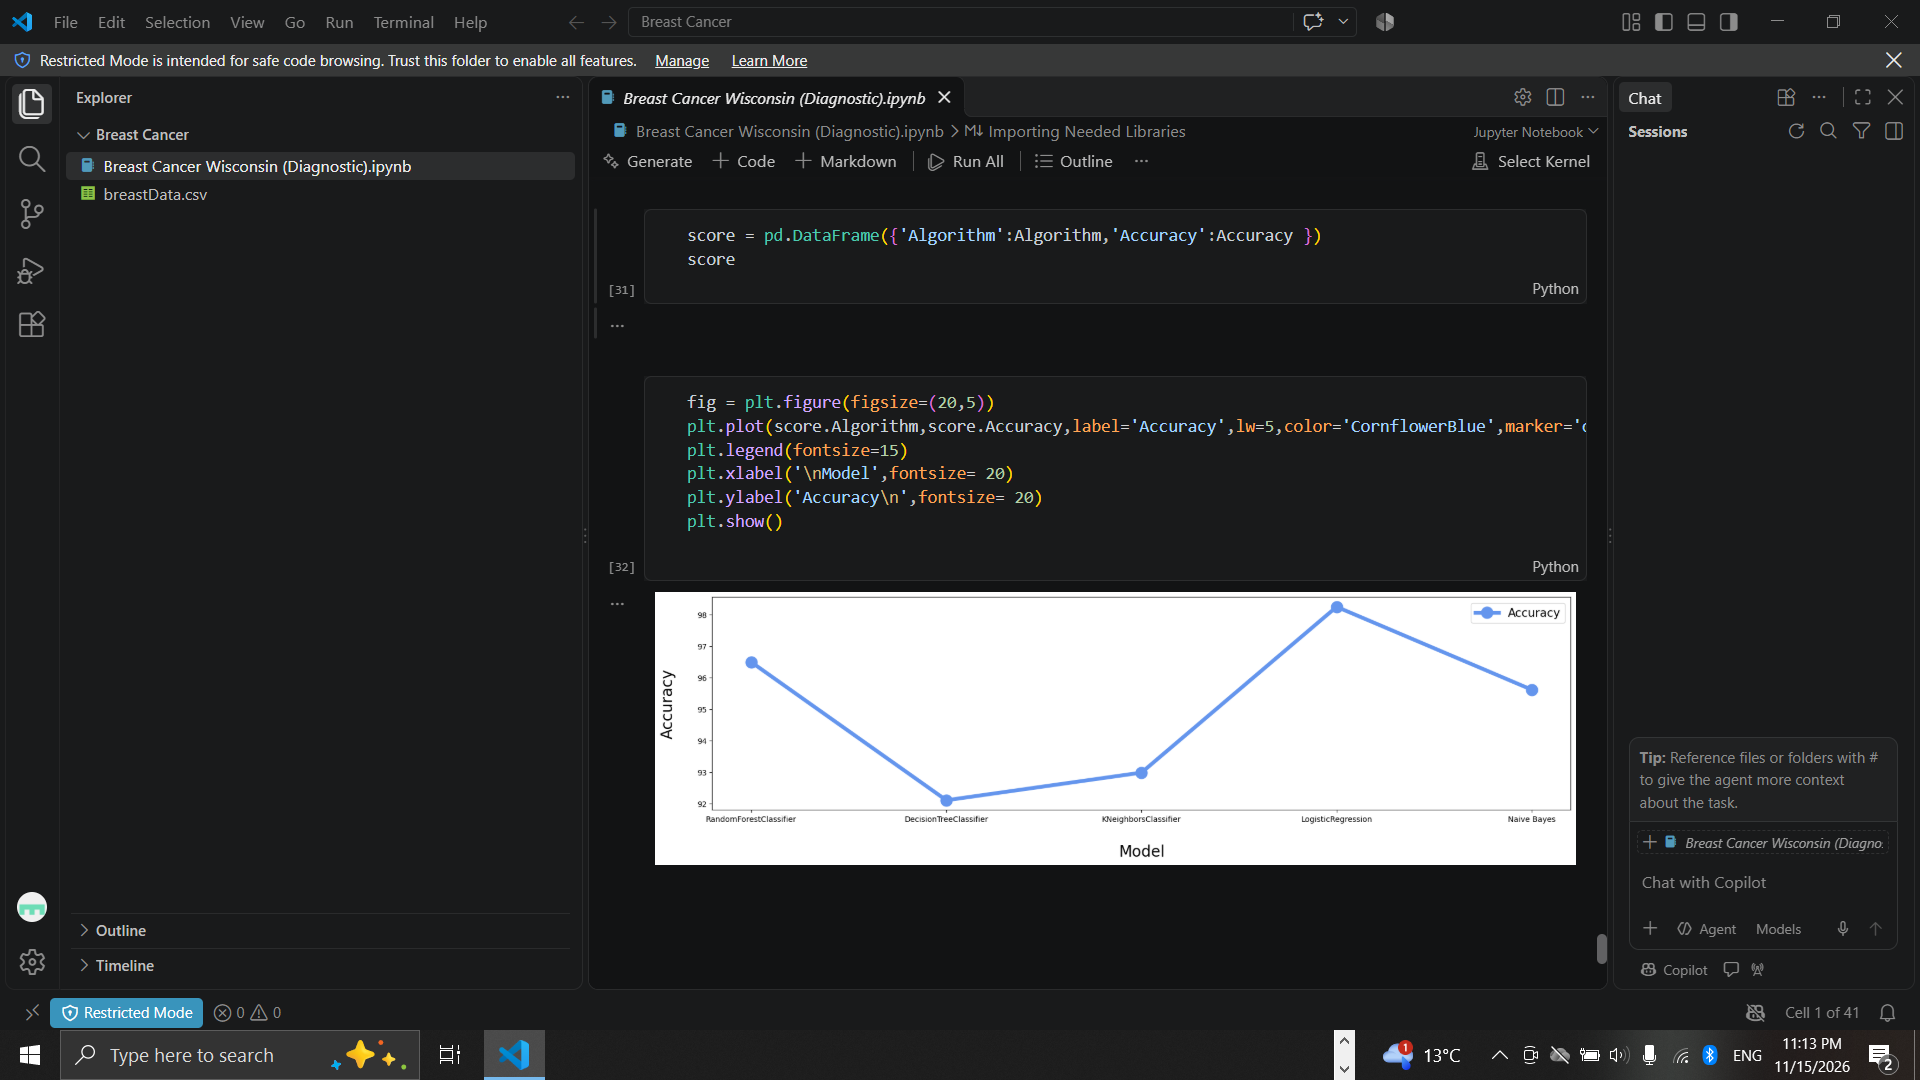 File Edit Selection View Go Run Terminal Help
Breast Cancer
Restricted Mode is intended for safe code browsing. Trust this folder to enable all features. Manage Learn More
Explorer
Breast Cancer
Breast Cancer Wisconsin (Diagnostic).ipynb
breastData.csv
Outline
Timeline
Breast Cancer Wisconsin (Diagnostic).ipynb
Breast Cancer Wisconsin (Diagnostic).ipynb > M↓ Importing Needed Libraries
Jupyter Notebook
Generate + Code + Markdown Run All Outline ...
Select Kernel
score = pd.DataFrame({'Algorithm':Algorithm,'Accuracy':Accuracy })
score
[31]
Python
...
fig = plt.figure(figsize=(20,5))
plt.plot(score.Algorithm,score.Accuracy,label='Accuracy',lw=5,color='CornflowerBlue',marker='
plt.legend(fontsize=15)
plt.xlabel('\nModel',fontsize= 20)
plt.ylabel('Accuracy\n',fontsize= 20)
plt.show()
[32]
Python
...
Accuracy
98
97
96
95
94
93
92
Accuracy
RandomForestClassifier
DecisionTreeClassifier
KNeighborsClassifier
LogisticRegression
Naive Bayes
Model
Chat
Sessions
Tip: Reference files or folders with #
to give the agent more context
about the task.
Breast Cancer Wisconsin (Diagno
Chat with Copilot
Agent Models
Copilot
Restricted Mode
0 0
Cell 1 of 41
Type here to search
1
13°C
ENG
11:13 PM
11/15/2026
2